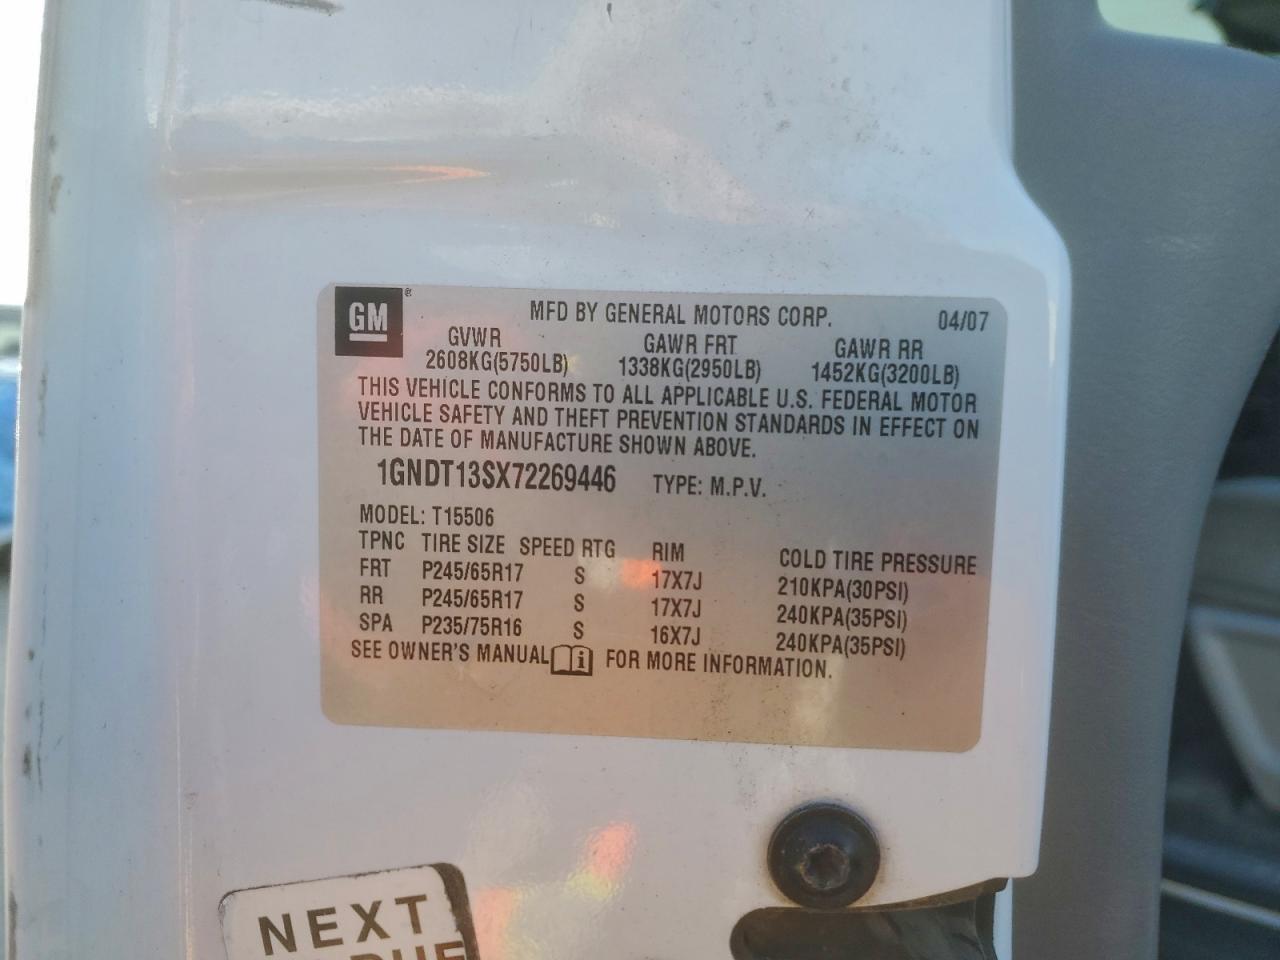 GM ® MFD BY GENERAL MOTORS CORP. 04/07
GVWR GAWR FRT GAWR RR
2608KG(5750LB) 1338KG(2950LB) 1452KG(3200LB)
THIS VEHICLE CONFORMS TO ALL APPLICABLE U.S. FEDERAL MOTOR
VEHICLE SAFETY AND THEFT PREVENTION STANDARDS IN EFFECT ON
THE DATE OF MANUFACTURE SHOWN ABOVE.
1GNDT13SX72269446 TYPE: M.P.V.
MODEL: T15506
TPNC TIRE SIZE SPEED RTG RIM COLD TIRE PRESSURE
FRT P245/65R17 S 17X7J 210KPA(30PSI)
RR P245/65R17 S 17X7J 240KPA(35PSI)
SPA P235/75R16 S 16X7J 240KPA(35PSI)
SEE OWNER'S MANUAL i FOR MORE INFORMATION.
NEXT